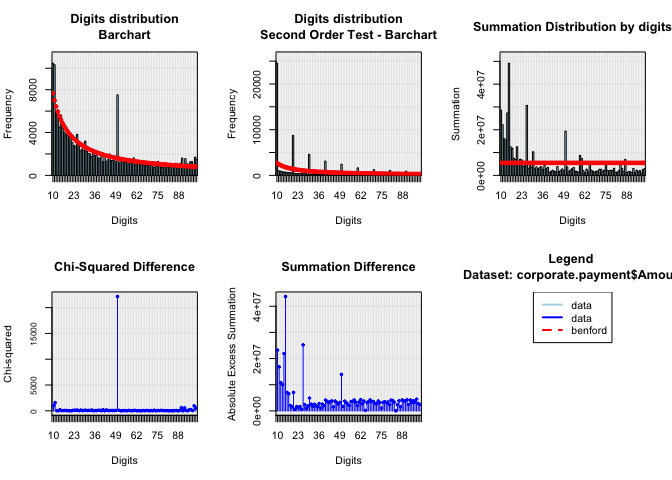 Digits distribution
Barchart
Frequency
0 4000 8000
10 23 36 49 62 75 88
Digits
Digits distribution
Second Order Test - Barchart
Frequency
0 10000 20000
10 23 36 49 62 75 88
Digits
Summation Distribution by digits
Summation
0e+00 2e+07 4e+07
10 23 36 49 62 75 88
Digits
Chi-Squared Difference
Chi-squared
0 5000 15000
10 23 36 49 62 75 88
Digits
Summation Difference
Absolute Excess Summation
0e+00 2e+07 4e+07
10 23 36 49 62 75 88
Digits
Legend
Dataset: corporate.payment$Amou
data
data
benford